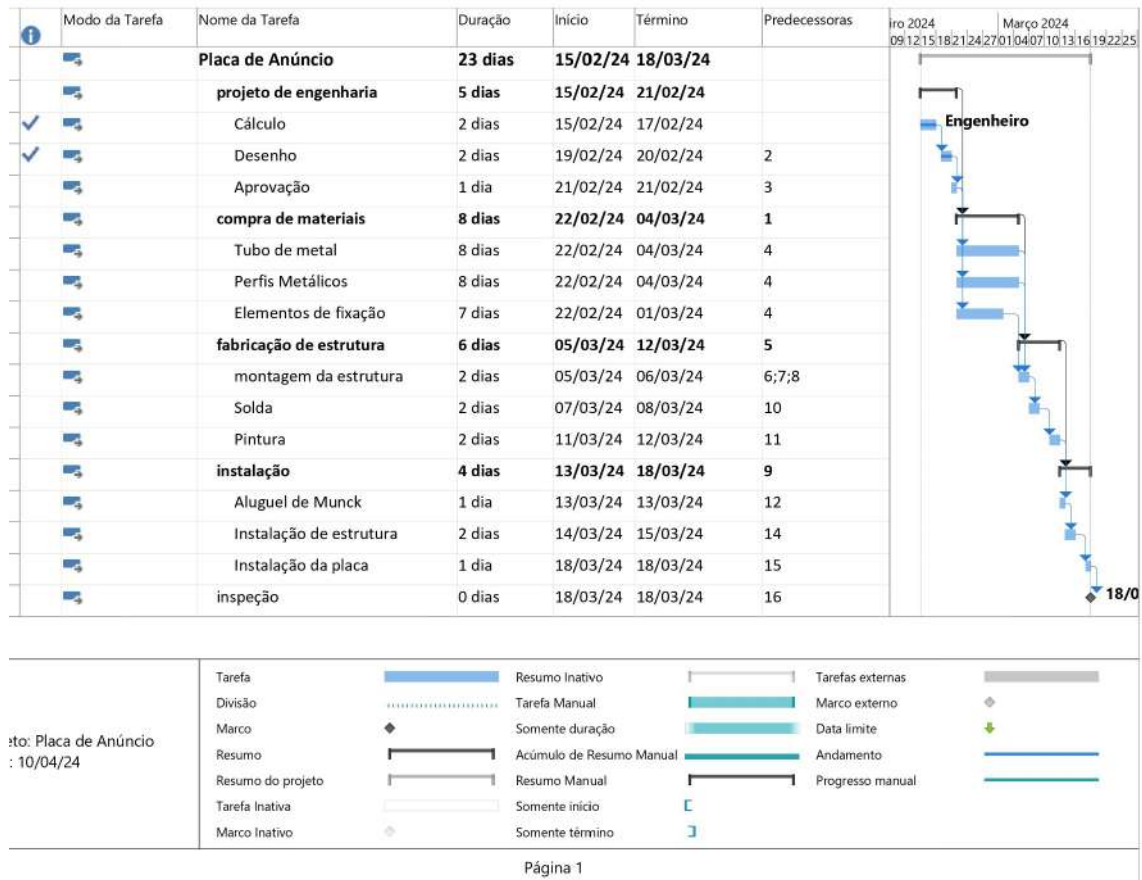 Modo da Tarefa Nome da Tarefa Duração Início Término Predecessoras iro 2024 Março 2024
09 12 15 18 21 24 27 01 04 07 10 13 16 19 22 25
Placa de Anúncio 23 dias 15/02/24 18/03/24
projeto de engenharia 5 dias 15/02/24 21/02/24
Cálculo 2 dias 15/02/24 17/02/24 Engenheiro
Desenho 2 dias 19/02/24 20/02/24 2
Aprovação 1 dia 21/02/24 21/02/24 3
compra de materiais 8 dias 22/02/24 04/03/24 1
Tubo de metal 8 dias 22/02/24 04/03/24 4
Perfis Metálicos 8 dias 22/02/24 04/03/24 4
Elementos de fixação 7 dias 22/02/24 01/03/24 4
fabricação de estrutura 6 dias 05/03/24 12/03/24 5
montagem da estrutura 2 dias 05/03/24 06/03/24 6;7;8
Solda 2 dias 07/03/24 08/03/24 10
Pintura 2 dias 11/03/24 12/03/24 11
instalação 4 dias 13/03/24 18/03/24 9
Aluguel de Munck 1 dia 13/03/24 13/03/24 12
Instalação de estrutura 2 dias 14/03/24 15/03/24 14
Instalação da placa 1 dia 18/03/24 18/03/24 15
inspeção 0 dias 18/03/24 18/03/24 16 18/0
eto: Placa de Anúncio
: 10/04/24
Tarefa Resumo Inativo Tarefas externas
Divisão Tarefa Manual Marco externo
Marco Somente duração Data limite
Resumo Acúmulo de Resumo Manual Andamento
Resumo do projeto Resumo Manual Progresso manual
Tarefa Inativa Somente início
Marco Inativo Somente término
Página 1